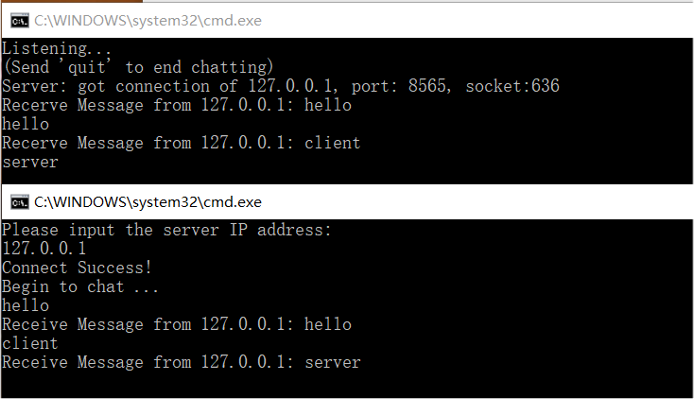 C:\WINDOWS\system32\cmd.exe
Listening...
(Send 'quit' to end chatting)
Server: got connection of 127.0.0.1, port: 8565, socket:636
Recerve Message from 127.0.0.1: hello
hello
Recerve Message from 127.0.0.1: client
server
C:\WINDOWS\system32\cmd.exe
Please input the server IP address:
127.0.0.1
Connect Success!
Begin to chat ...
hello
Receive Message from 127.0.0.1: hello
client
Receive Message from 127.0.0.1: server